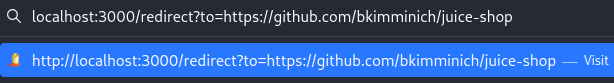 localhost:3000/redirect?to=https://github.com/bkimminich/juice-shop
http://localhost:3000/redirect?to=https://github.com/bkimminich/juice-shop — Visit